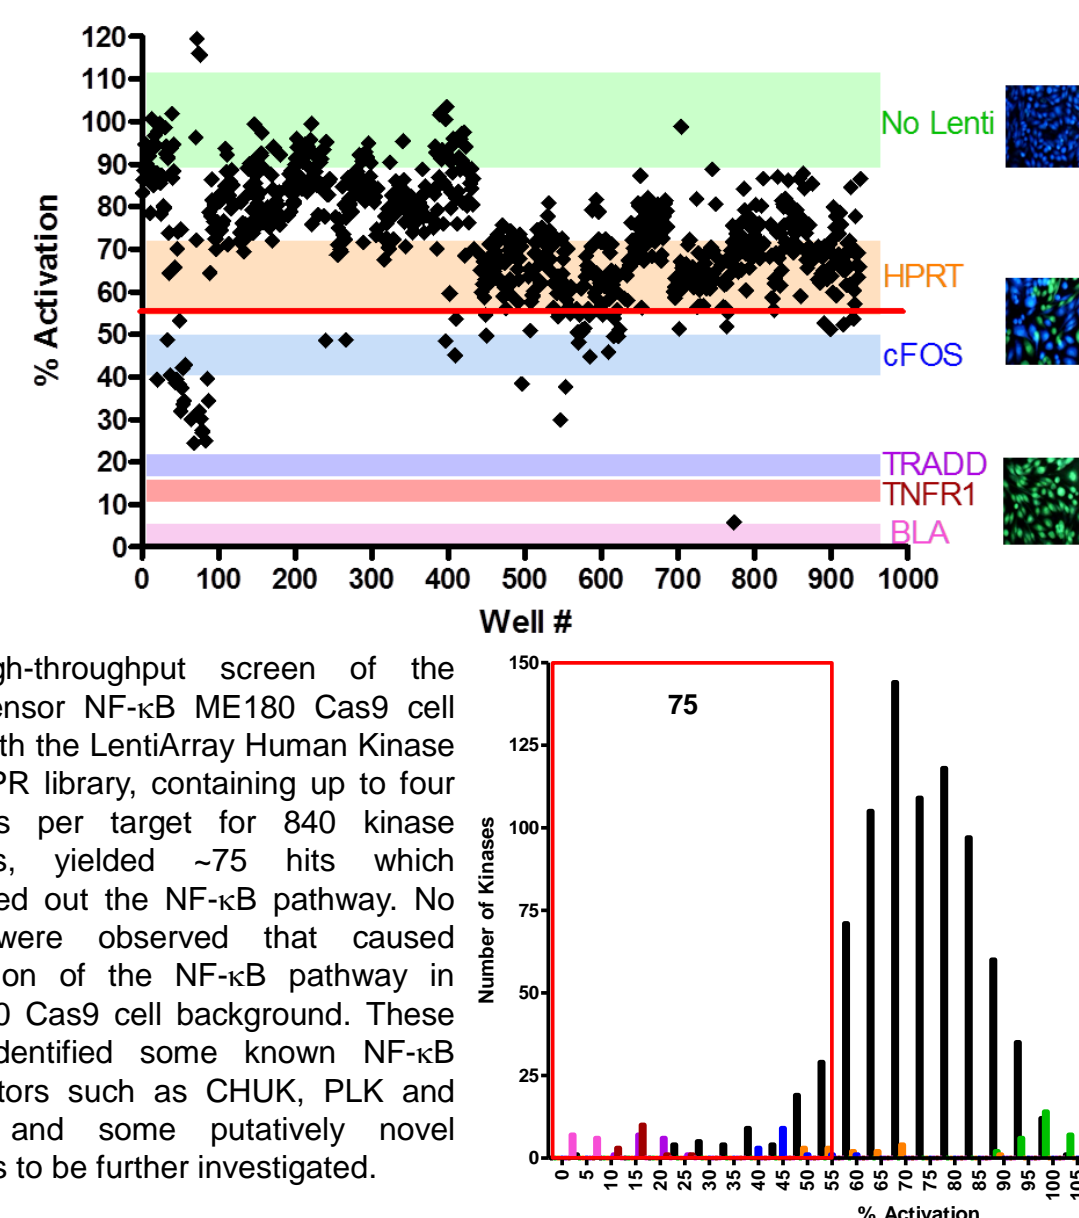 120
110
100
90
80
70
60
50
40
30
20
10
0
% Activation
No Lenti
HPRT
cFOS
TRADD
TNFR1
BLA
0 100 200 300 400 500 600 700 800 900 1000
Well #
gh-throughput screen of the
ensor NF-κB ME180 Cas9 cell
th the LentiArray Human Kinase
PR library, containing up to four
s per target for 840 kinase
s, yielded ~75 hits which
ed out the NF-κB pathway. No
were observed that caused
on of the NF-κB pathway in
0 Cas9 cell background. These
dentified some known NF-κB
tors such as CHUK, PLK and
and some putatively novel
s to be further investigated.
150
125
100
75
50
25
0
Number of Kinases
75
0 5 10 15 20 25 30 35 40 45 50 55 60 65 70 75 80 85 90 95 100 105
% Activation